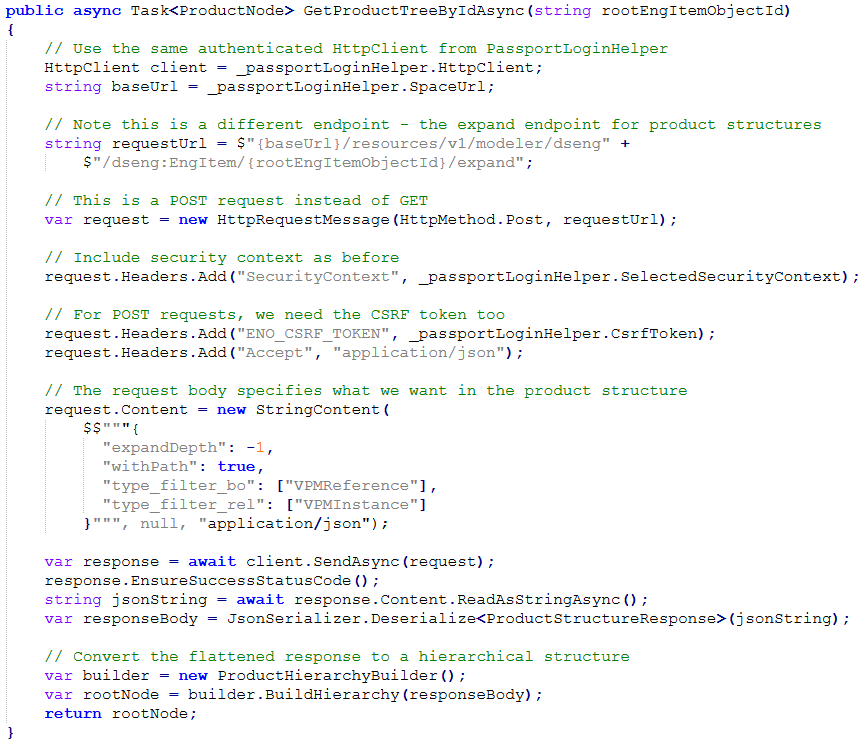 public async Task<ProductNode> GetProductTreeByIdAsync(string rootEngItemObjectId)
{
    // Use the same authenticated HttpClient from PassportLoginHelper
    HttpClient client = _passportLoginHelper.HttpClient;
    string baseUrl = _passportLoginHelper.SpaceUrl;

    // Note this is a different endpoint - the expand endpoint for product structures
    string requestUrl = $"{baseUrl}/resources/v1/modeler/dseng" +
        $"/dseng:EngItem/{rootEngItemObjectId}/expand";

    // This is a POST request instead of GET
    var request = new HttpRequestMessage(HttpMethod.Post, requestUrl);

    // Include security context as before
    request.Headers.Add("SecurityContext", _passportLoginHelper.SelectedSecurityContext);

    // For POST requests, we need the CSRF token too
    request.Headers.Add("ENO_CSRF_TOKEN", _passportLoginHelper.CsrfToken);
    request.Headers.Add("Accept", "application/json");

    // The request body specifies what we want in the product structure
    request.Content = new StringContent(
        $$"""{
          "expandDepth": -1,
          "withPath": true,
          "type_filter_bo": ["VPMReference"],
          "type_filter_rel": ["VPMInstance"]
        }""", null, "application/json");

    var response = await client.SendAsync(request);
    response.EnsureSuccessStatusCode();
    string jsonString = await response.Content.ReadAsStringAsync();
    var responseBody = JsonSerializer.Deserialize<ProductStructureResponse>(jsonString);

    // Convert the flattened response to a hierarchical structure
    var builder = new ProductHierarchyBuilder();
    var rootNode = builder.BuildHierarchy(responseBody);
    return rootNode;
}